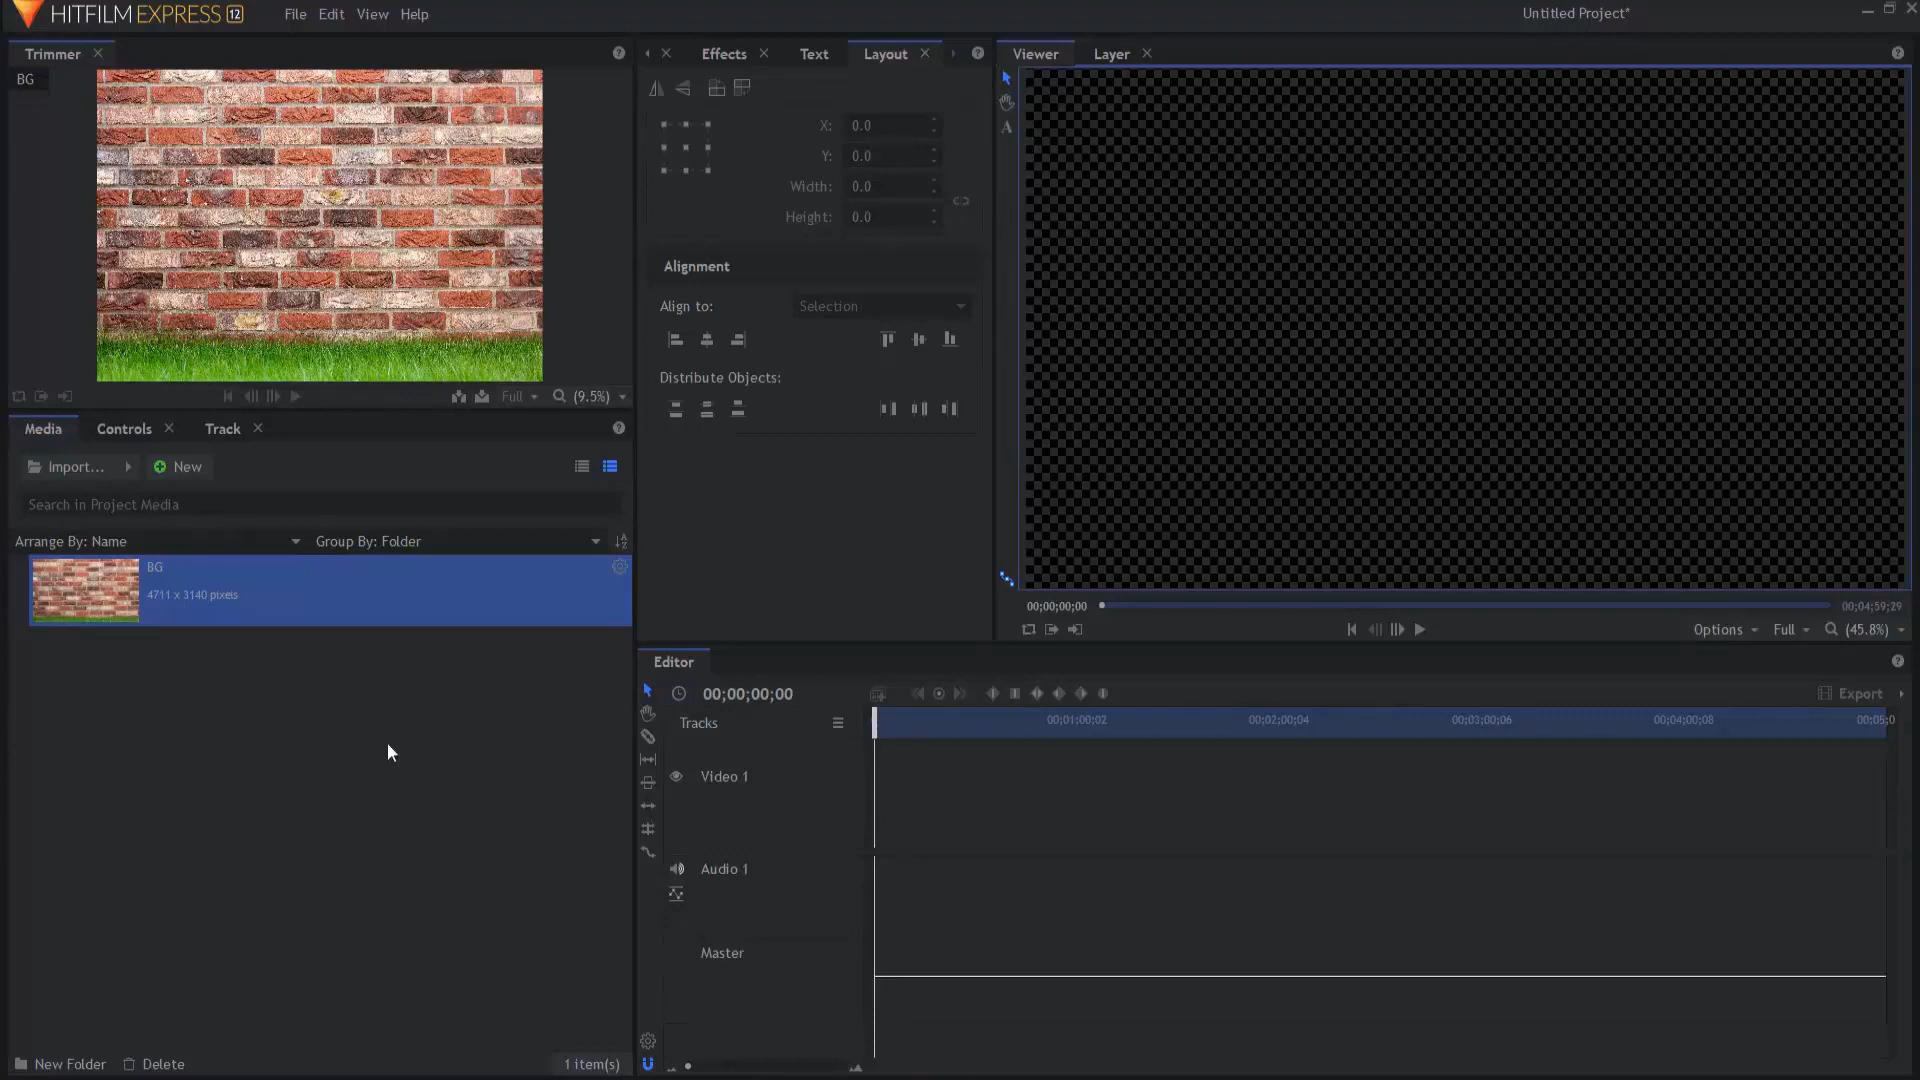 HITFILM EXPRESS 12
File Edit View Help
Untitled Project*
Trimmer
BG
Full
(9.5%)
Effects Text Layout
X: 0.0
Y: 0.0
Width: 0.0
Height: 0.0
Alignment
Align to: Selection
Distribute Objects:
Viewer Layer
A
00;00;00;00
00;04;59;29
Options Full (45.8%)
Media Controls Track
Import... New
Search in Project Media
Arrange By: Name Group By: Folder
BG
4711 x 3140 pixels
New Folder Delete 1 item(s)
Editor
00;00;00;00
Export
Tracks
00;01;00;02 00;02;00;04 00;03;00;06 00;04;00;08 00;05;0
Video 1
Audio 1
Master